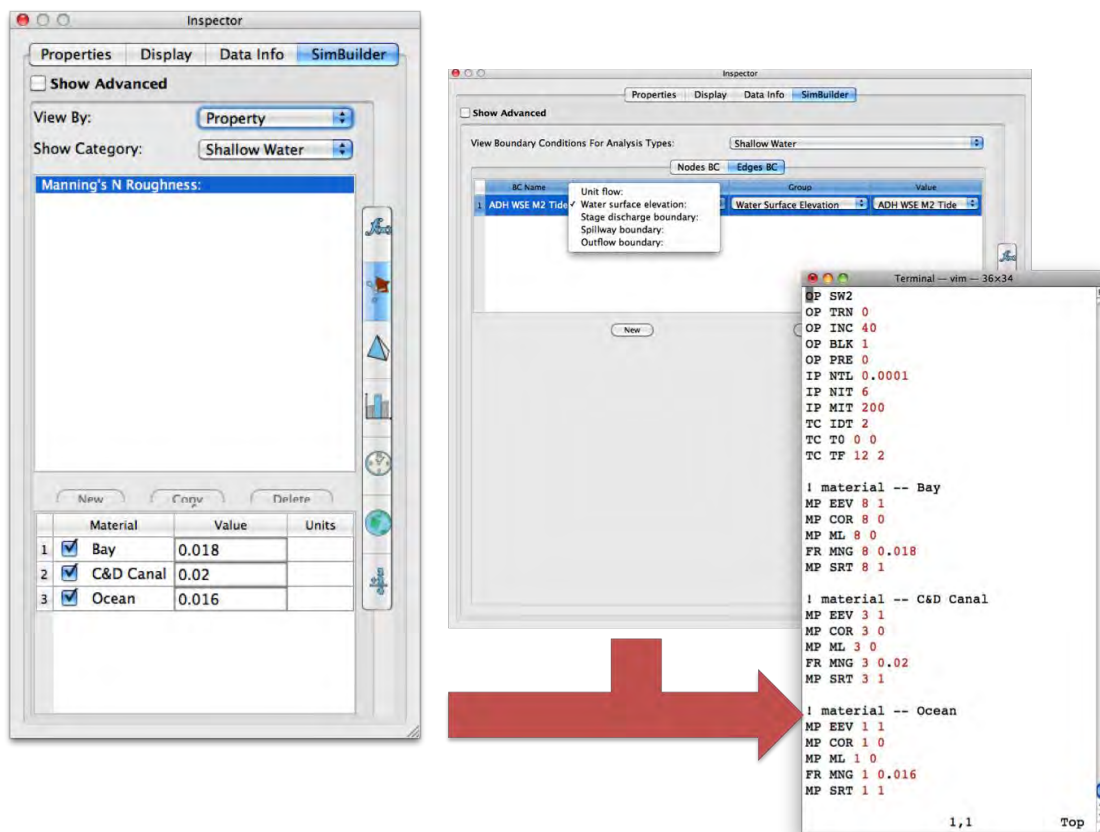 Inspector
Properties Display Data Info SimBuilder
Show Advanced
View By: Property
Show Category: Shallow Water
Manning's N Roughness:
New Copy Delete
Material Value Units
1 Bay 0.018
2 C&D Canal 0.02
3 Ocean 0.016
Inspector
Properties Display Data Info SimBuilder
Show Advanced
View Boundary Conditions For Analysis Types: Shallow Water
Nodes BC Edges BC
BC Name Group Value
1 ADH WSE M2 Tide Water Surface Elevation ADH WSE M2 Tide
Unit flow:
✓ Water surface elevation:
Stage discharge boundary:
Spillway boundary:
Outflow boundary:
New
Terminal — vim — 36×34
OP SW2
OP TRN 0
OP INC 40
OP BLK 1
OP PRE 0
IP NTL 0.0001
IP NIT 6
IP MIT 200
TC IDT 2
TC T0 0 0
TC TF 12 2
! material -- Bay
MP EEV 8 1
MP COR 8 0
MP ML 8 0
FR MNG 8 0.018
MP SRT 8 1
! material -- C&D Canal
MP EEV 3 1
MP COR 3 0
MP ML 3 0
FR MNG 3 0.02
MP SRT 3 1
! material -- Ocean
MP EEV 1 1
MP COR 1 0
MP ML 1 0
FR MNG 1 0.016
MP SRT 1 1
1,1 Top